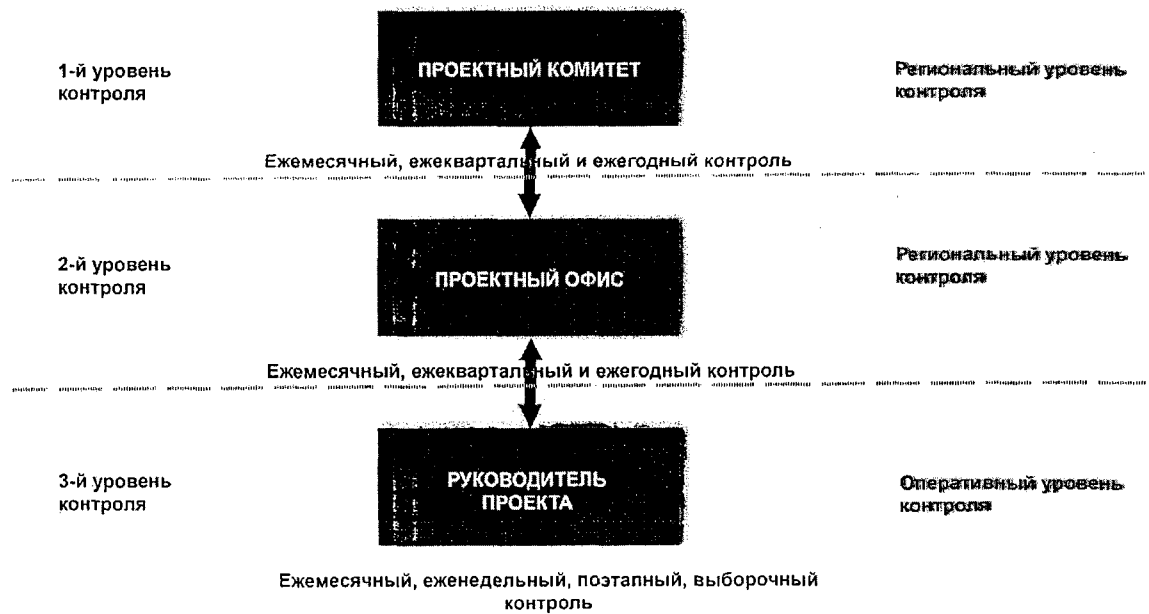 1-й уровень
контроля
ПРОЕКТНЫЙ КОМИТЕТ
Региональный уровень
контроля
Ежемесячный, ежеквартальный и ежегодный контроль
2-й уровень
контроля
ПРОЕКТНЫЙ ОФИС
Региональный уровень
контроля
Ежемесячный, ежеквартальный и ежегодный контроль
3-й уровень
контроля
РУКОВОДИТЕЛЬ
ПРОЕКТА
Оперативный уровень
контроля
Ежемесячный, еженедельный, поэтапный, выборочный
контроль